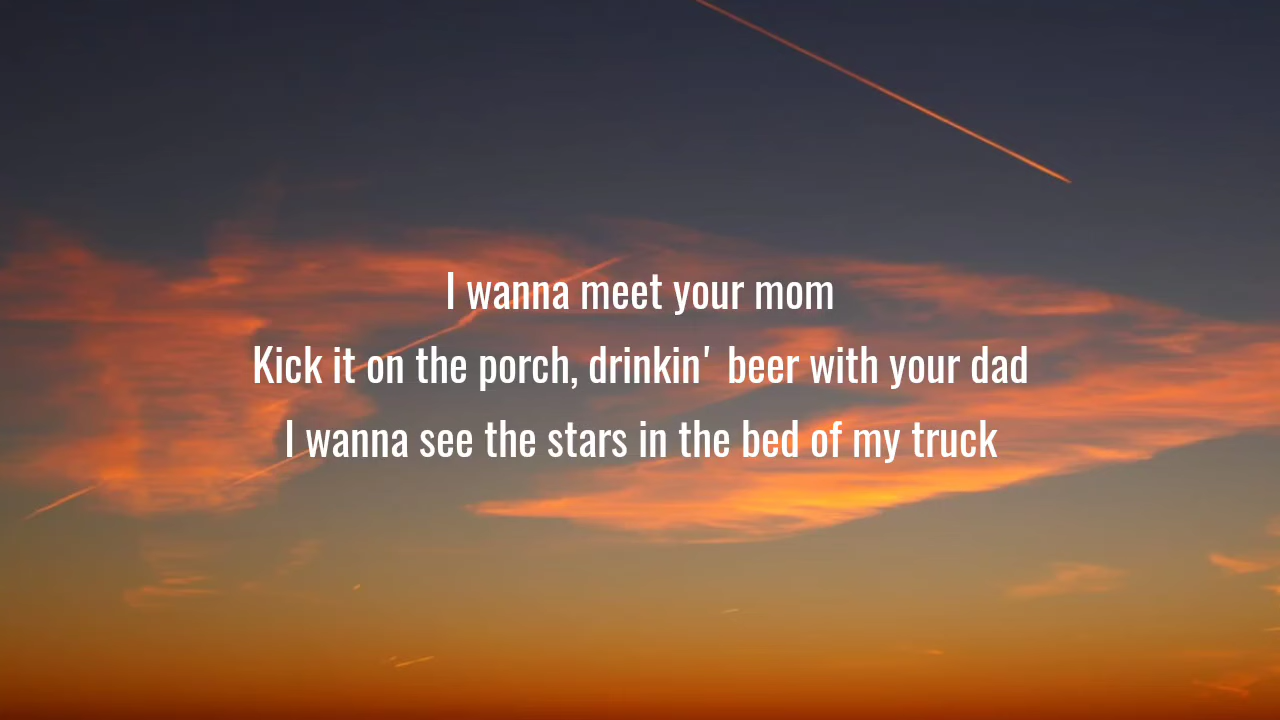 I wanna meet your mom
Kick it on the porch, drinkin' beer with your dad
I wanna see the stars in the bed of my truck